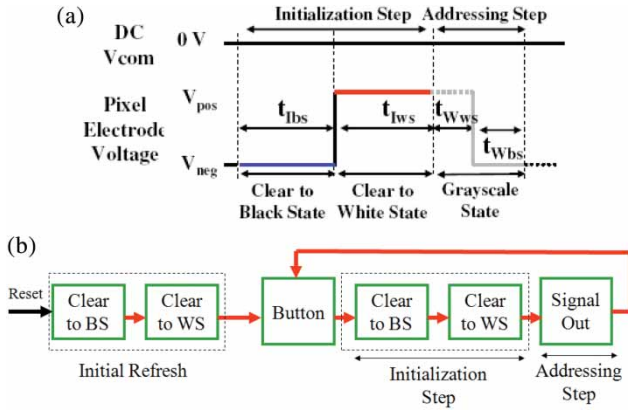 (a)
Initialization Step Addressing Step
DC
Vcom
0 V
Pixel
Electrode
Voltage
Vpos
Vneg
tIbs
tIws
tWws
tWbs
Clear to
Black State
Clear to
White State
Grayscale
State
(b)
Reset
Clear
to BS
Clear
to WS
Initial Refresh
Button
Clear
to BS
Clear
to WS
Initialization
Step
Signal
Out
Addressing
Step